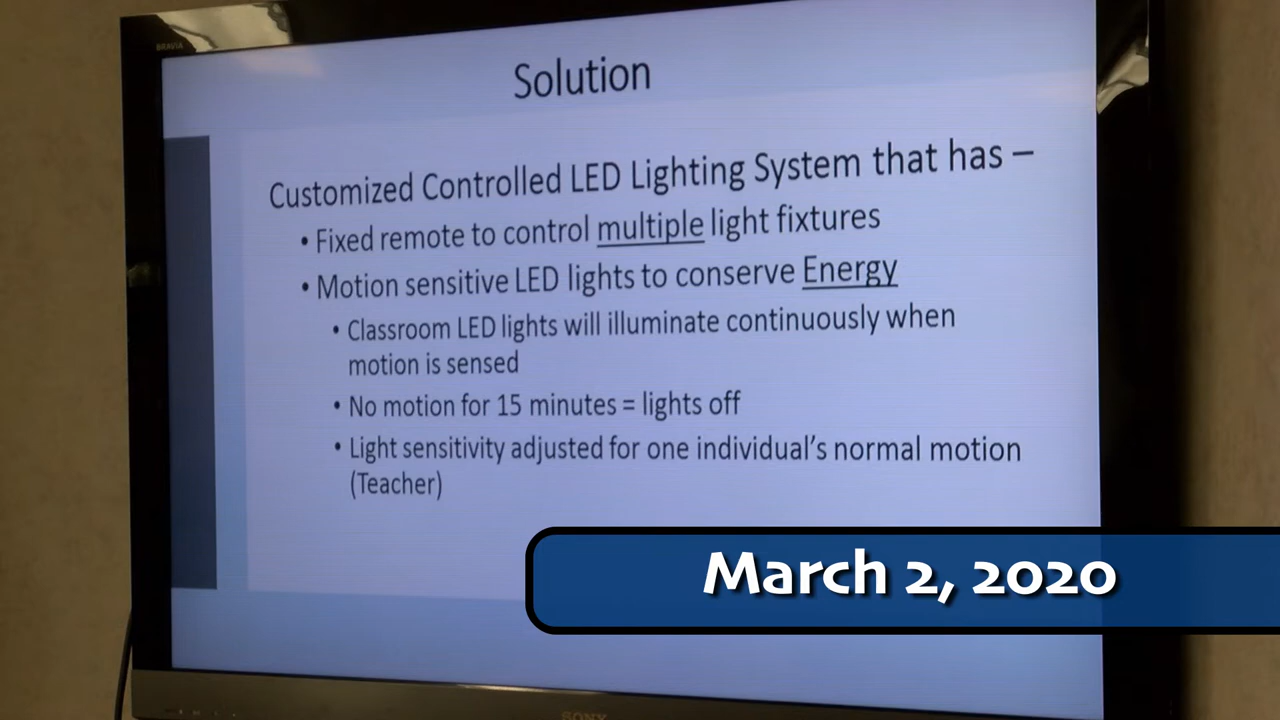 BRAVIA
Solution
Customized Controlled LED Lighting System that has –
• Fixed remote to control multiple light fixtures
• Motion sensitive LED lights to conserve Energy
• Classroom LED lights will illuminate continuously when
motion is sensed
• No motion for 15 minutes = lights off
• Light sensitivity adjusted for one individual's normal motion
(Teacher)
March 2, 2020
SONY